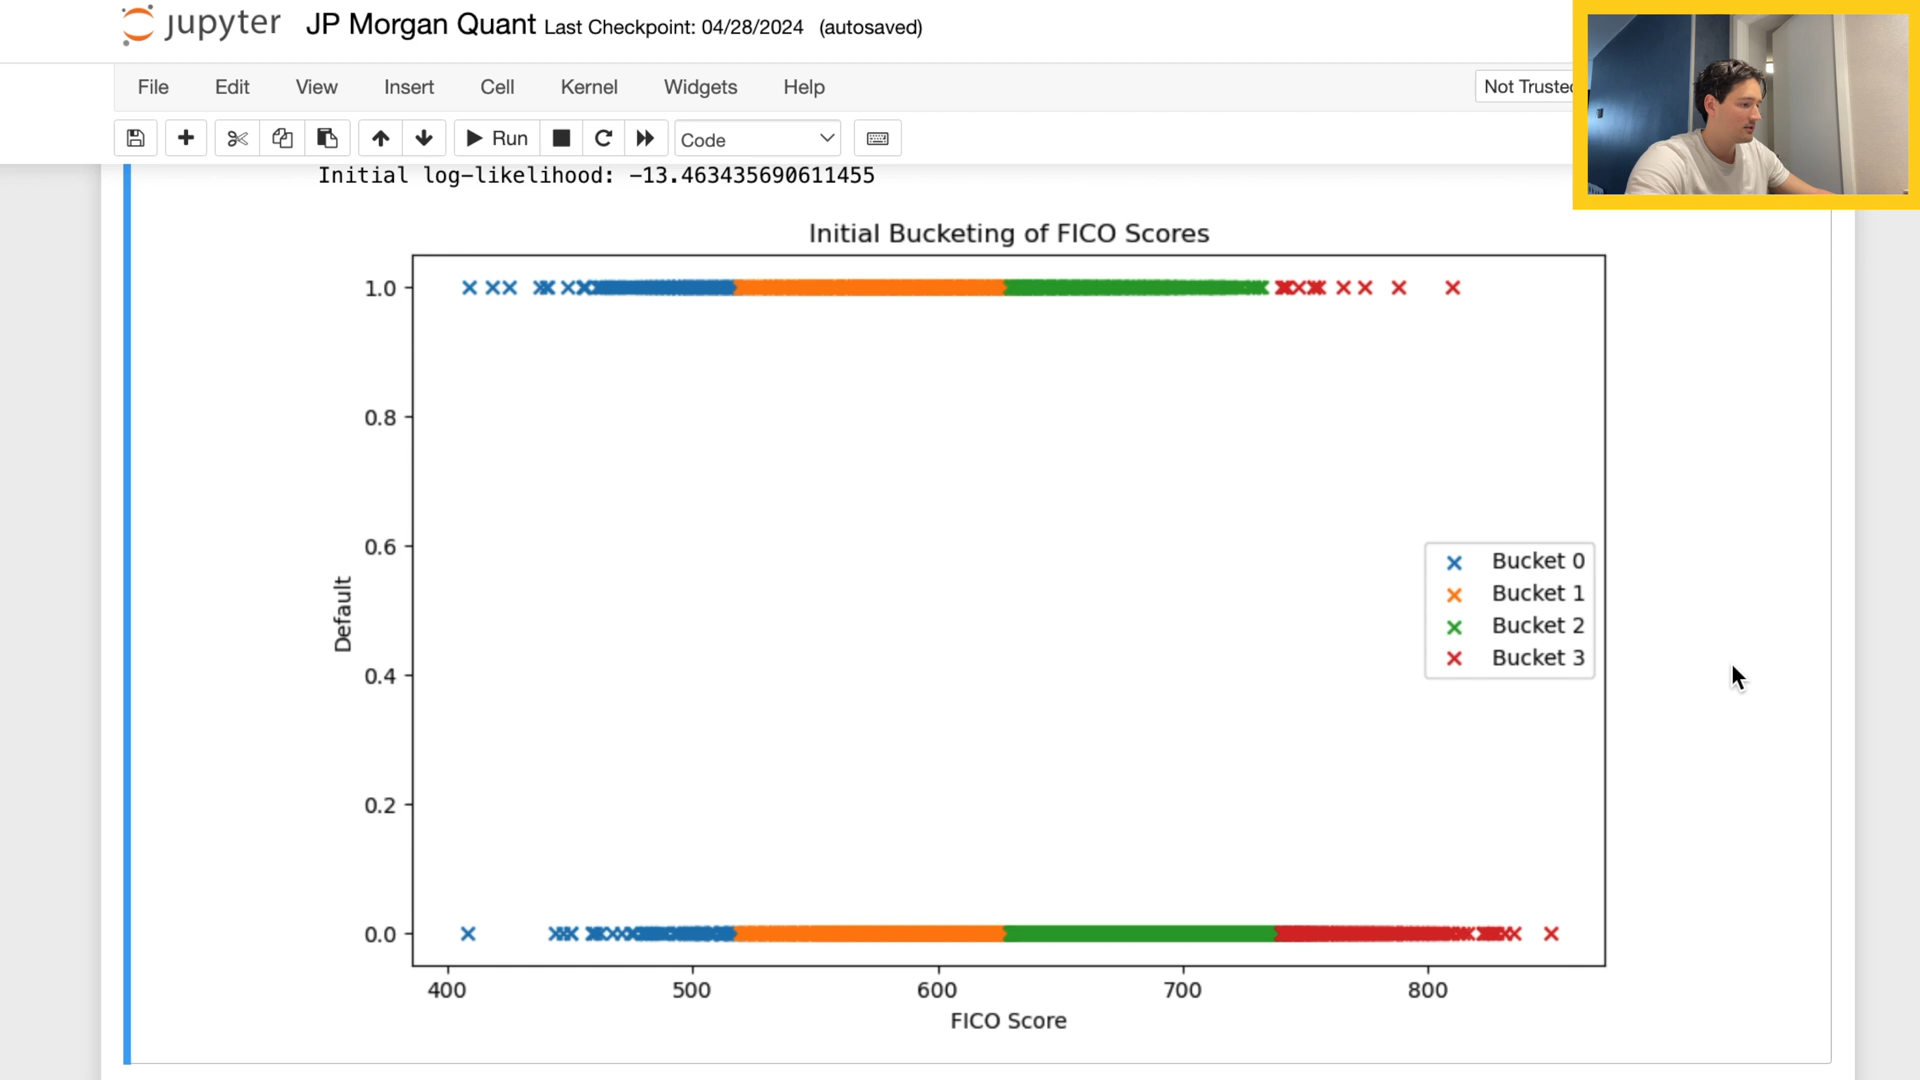 jupyter JP Morgan Quant Last Checkpoint: 04/28/2024 (autosaved)
File Edit View Insert Cell Kernel Widgets Help Not Trusted
Run Code
Initial log-likelihood: -13.463435690611455
Initial Bucketing of FICO Scores
1.0
0.8
0.6
0.4
0.2
0.0
Default
Bucket 0
Bucket 1
Bucket 2
Bucket 3
400 500 600 700 800
FICO Score